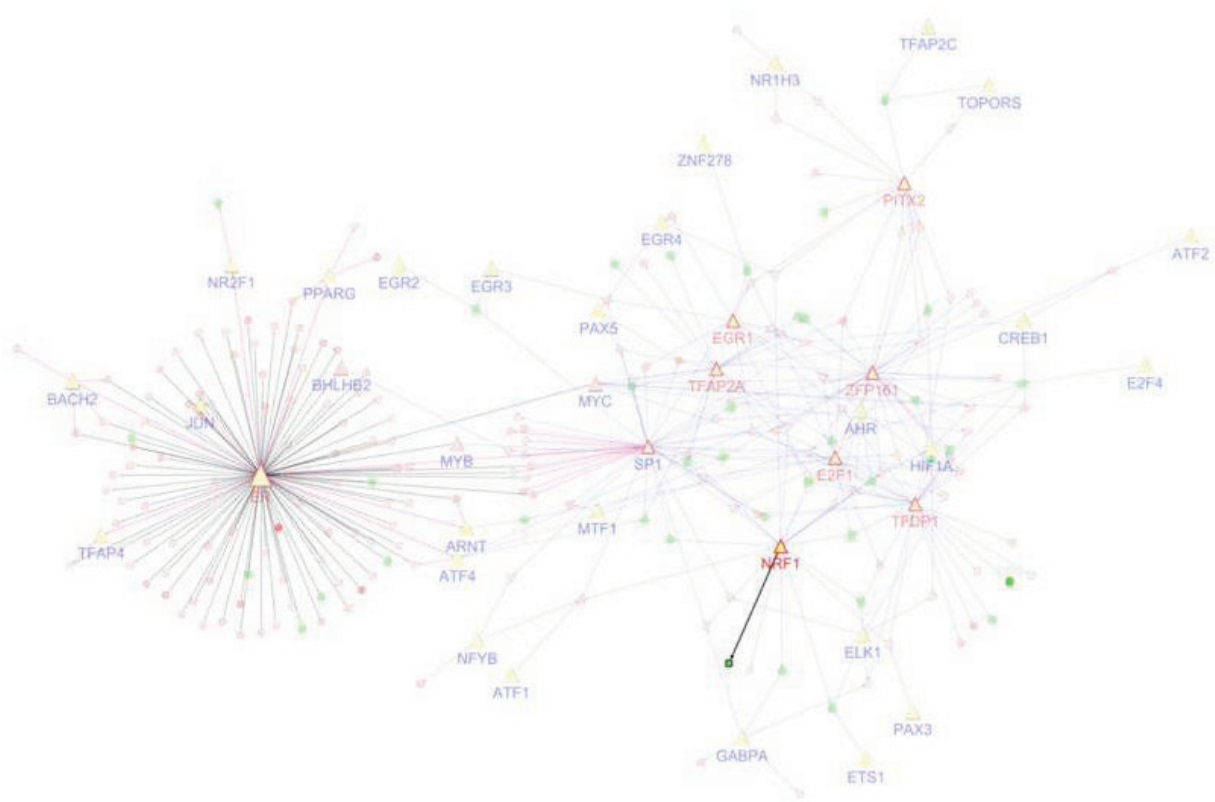 TFAP2C
NR1H3
TOPORS
ZNF278
PITX2
EGR4
ATF2
NR2F1
PPARG
EGR2
EGR3
PAX5
EGR1
CREB1
BHLHB2
TFAP2A
ZFP161
E2F4
BACH2
MYC
JUN
AHR
MYB
SP1
E2F1
HIF1A
TFDP1
MTF1
TFAP4
ARNT
NRF1
ATF4
ELK1
NFYB
ATF1
PAX3
GABPA
ETS1